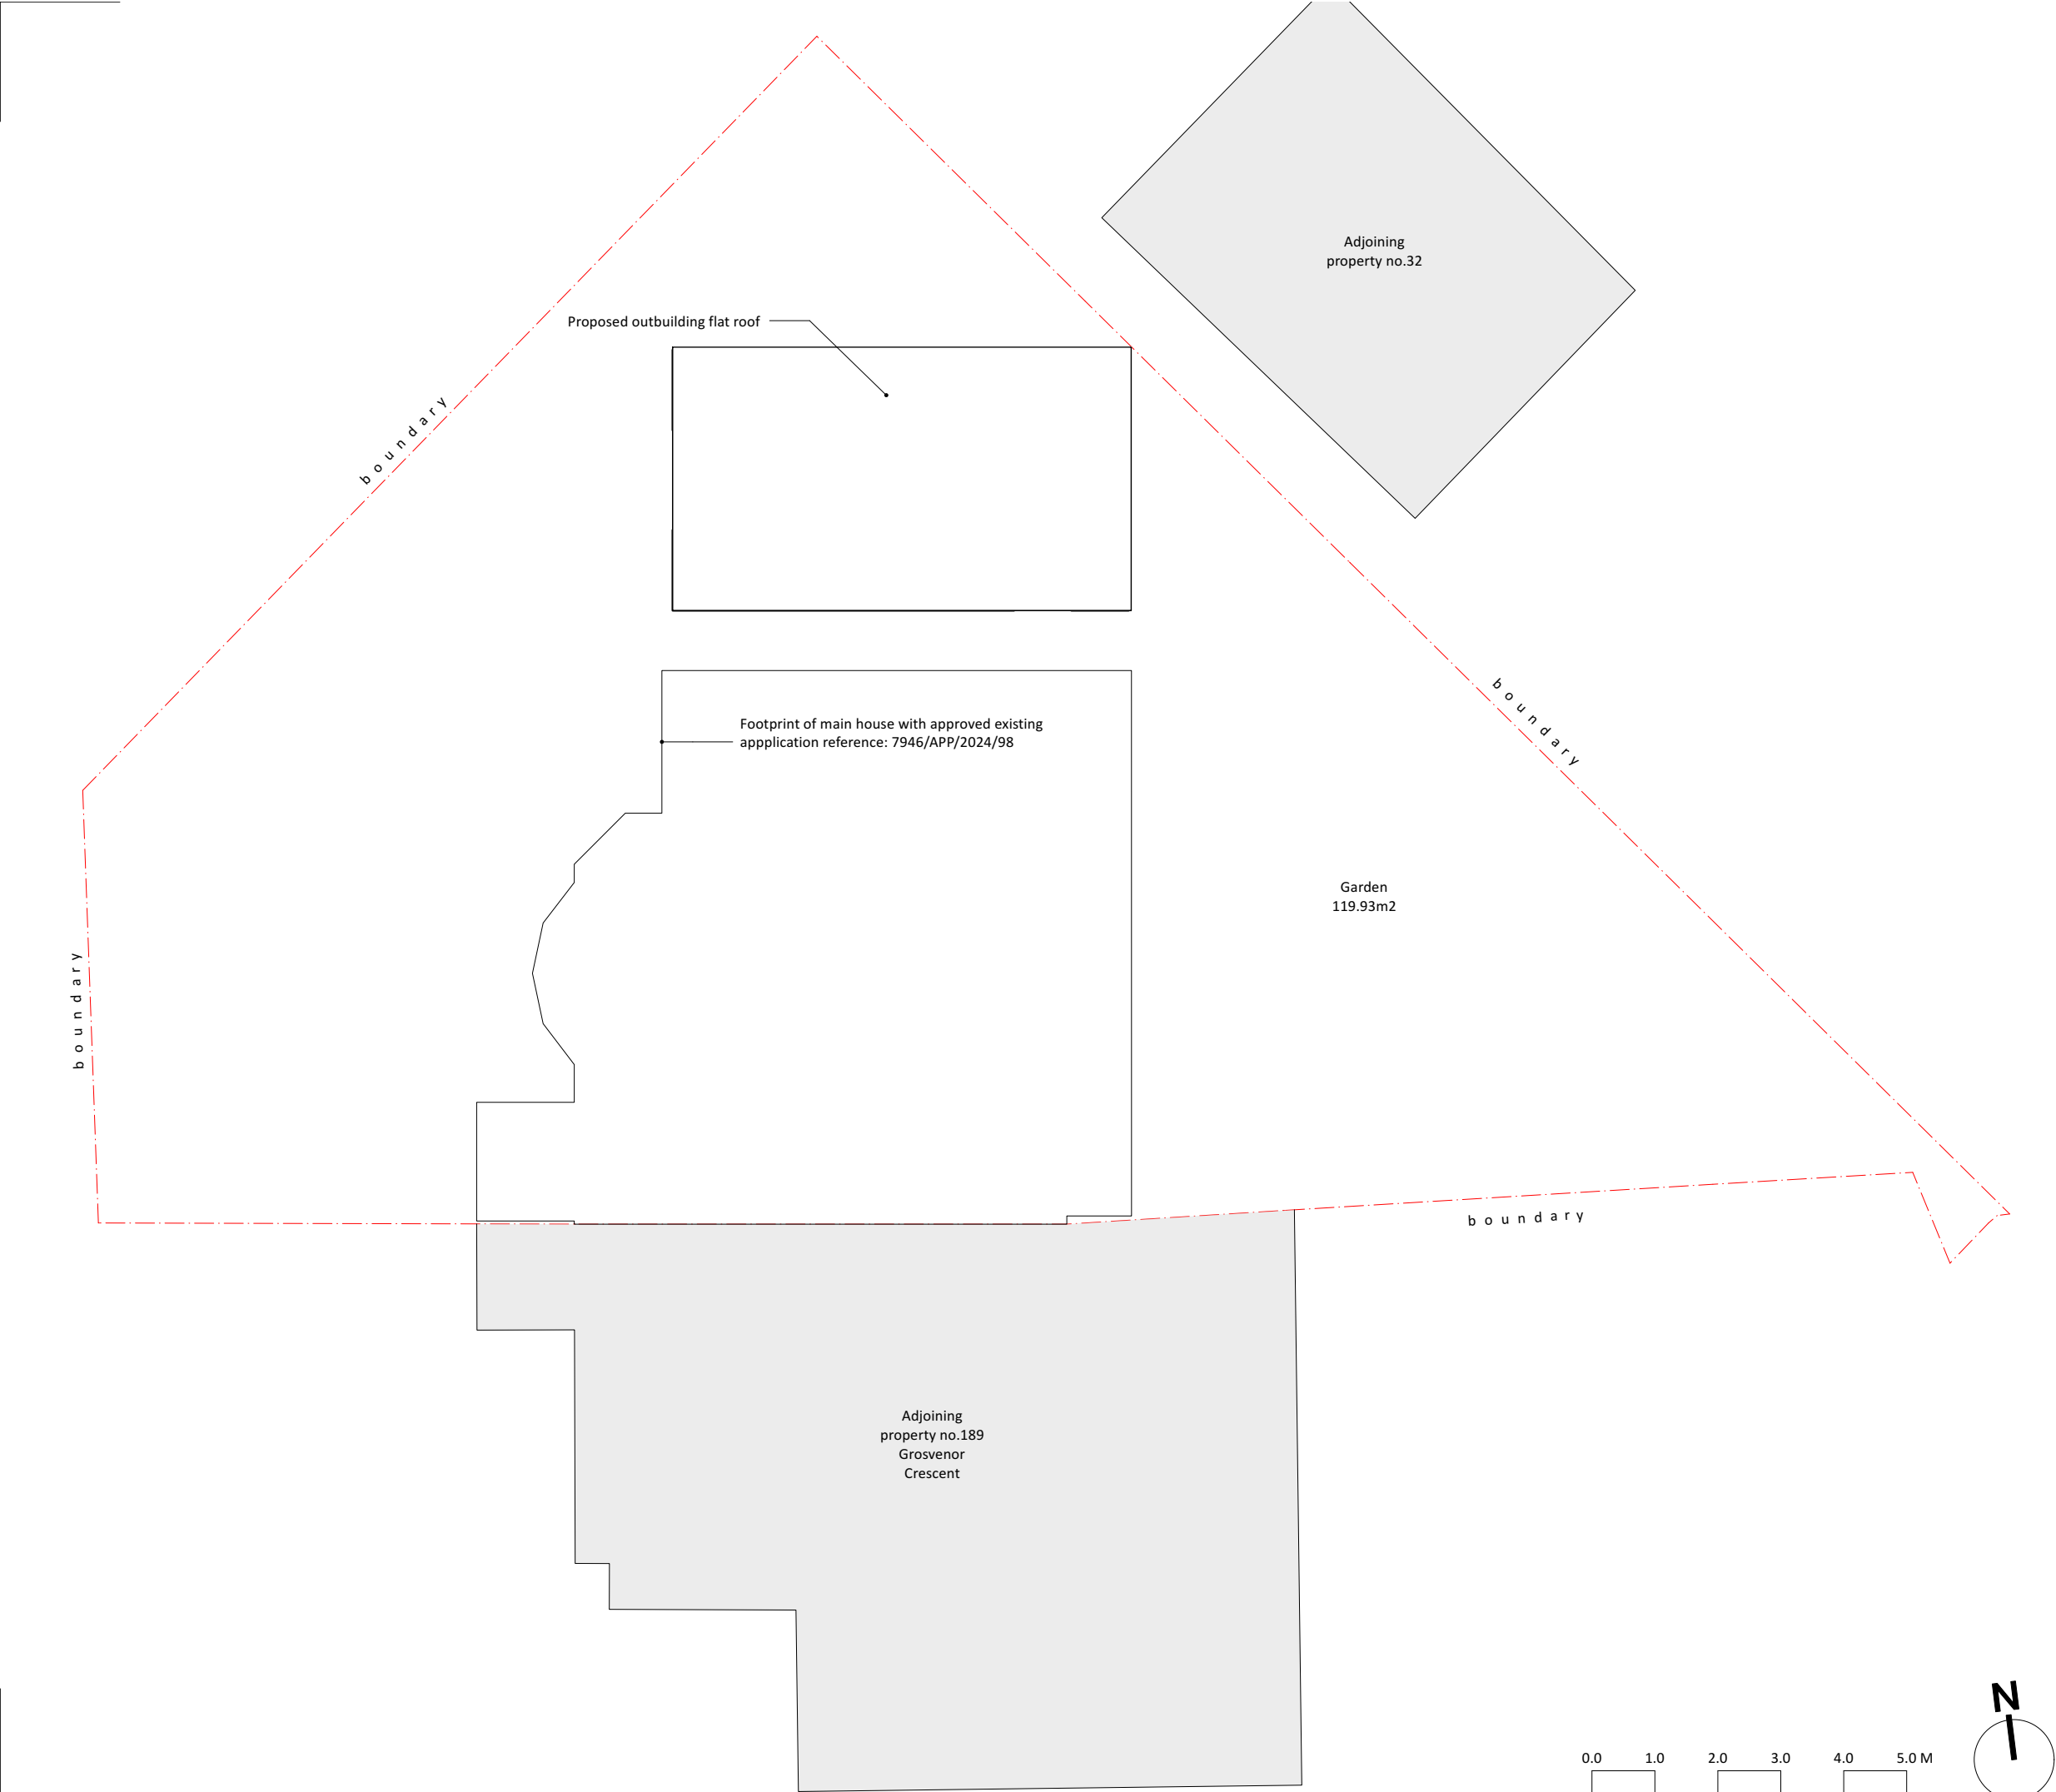 Adjoining
property no.32
Proposed outbuilding flat roof
boundary
boundary
Footprint of main house with approved existing
appplication reference: 7946/APP/2024/98
Garden
119.93m2
boundary
boundary
Adjoining
property no.189
Grosvenor
Crescent
N
0.0 1.0 2.0 3.0 4.0 5.0 M